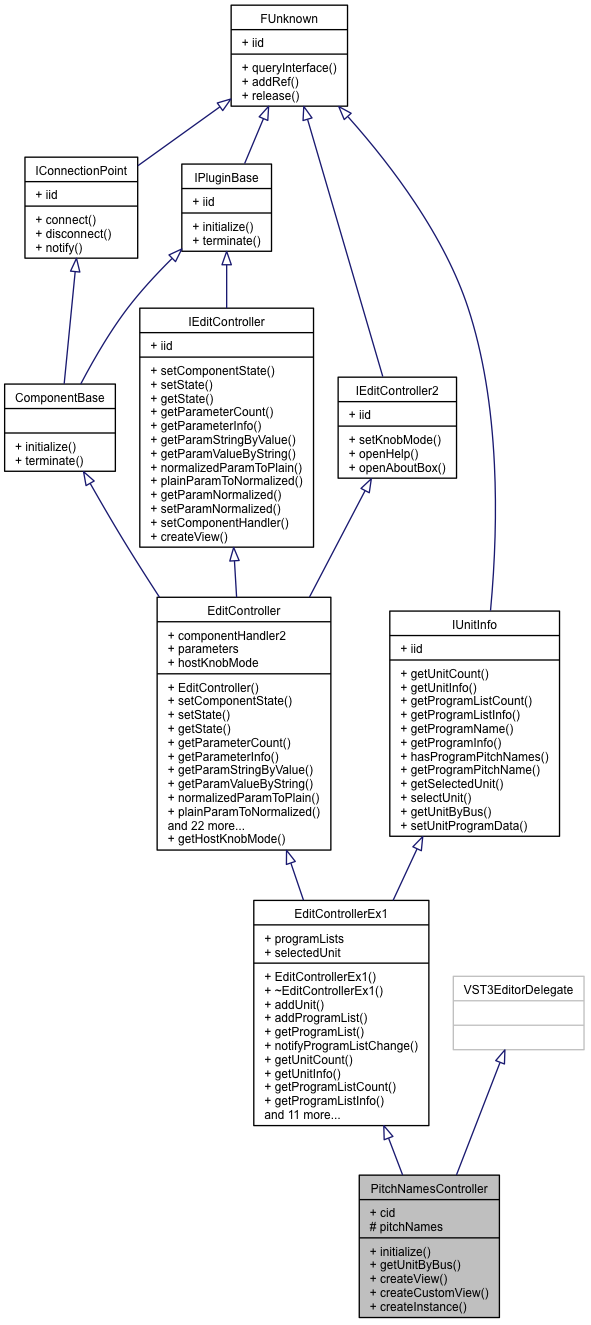 FUnknown
+ iid
+ queryInterface()
+ addRef()
+ release()
IConnectionPoint
+ iid
+ connect()
+ disconnect()
+ notify()
IPluginBase
+ iid
+ initialize()
+ terminate()
IEditController
+ iid
+ setComponentState()
+ setState()
+ getState()
+ getParameterCount()
+ getParameterInfo()
+ getParamStringByValue()
+ getParamValueByString()
+ normalizedParamToPlain()
+ plainParamToNormalized()
+ getParamNormalized()
+ setParamNormalized()
+ setComponentHandler()
+ createView()
IEditController2
+ iid
+ setKnobMode()
+ openHelp()
+ openAboutBox()
ComponentBase
+ initialize()
+ terminate()
EditController
+ componentHandler2
+ parameters
+ hostKnobMode
+ EditController()
+ setComponentState()
+ setState()
+ getState()
+ getParameterCount()
+ getParameterInfo()
+ getParamStringByValue()
+ getParamValueByString()
+ normalizedParamToPlain()
+ plainParamToNormalized()
and 22 more...
+ getHostKnobMode()
IUnitInfo
+ iid
+ getUnitCount()
+ getUnitInfo()
+ getProgramListCount()
+ getProgramListInfo()
+ getProgramName()
+ getProgramInfo()
+ hasProgramPitchNames()
+ getProgramPitchName()
+ getSelectedUnit()
+ selectUnit()
+ getUnitByBus()
+ setUnitProgramData()
EditControllerEx1
+ programLists
+ selectedUnit
+ EditControllerEx1()
+ ~EditControllerEx1()
+ addUnit()
+ addProgramList()
+ getProgramList()
+ notifyProgramListChange()
+ getUnitCount()
+ getUnitInfo()
+ getProgramListCount()
+ getProgramListInfo()
and 11 more...
VST3EditorDelegate
PitchNamesController
+ cid
# pitchNames
+ initialize()
+ getUnitByBus()
+ createView()
+ createCustomView()
+ createInstance()